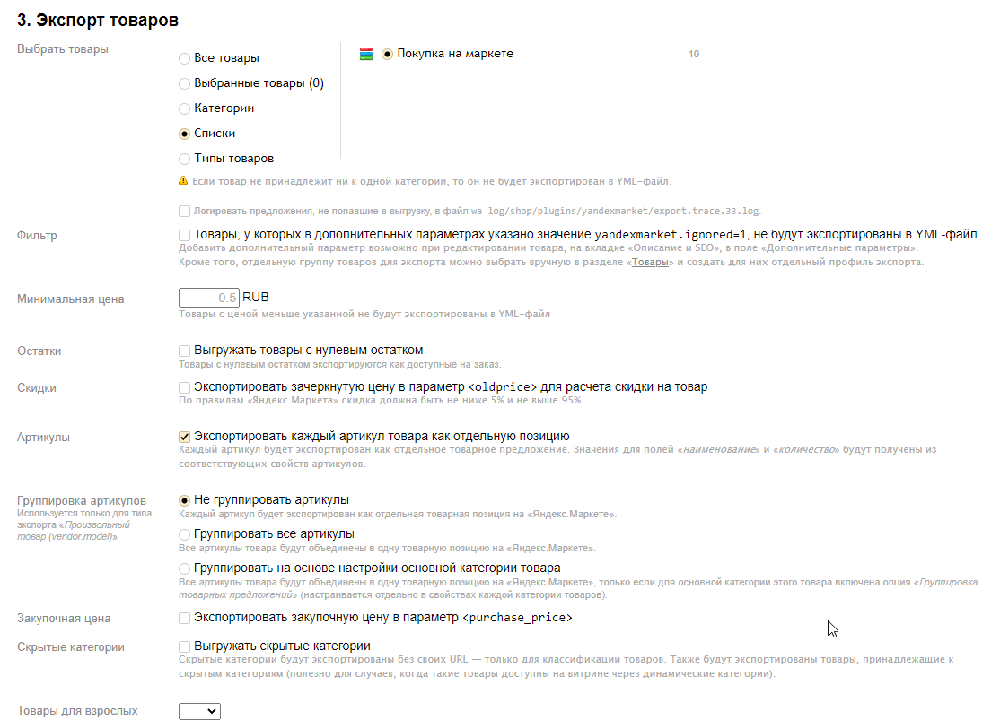 3. Экспорт товаров
Выбрать товары
Все товары
Выбранные товары (0)
Категории
Списки
Типы товаров
Покупка на маркете 10
Если товар не принадлежит ни к одной категории, то он не будет экспортирован в YML-файл.
Логировать предложения, не попавшие в выгрузку, в файл wa-log/shop/plugins/yandexmarket/export.trace.33.log.
Фильтр
Товары, у которых в дополнительных параметрах указано значение yandexmarket.ignored=1, не будут экспортированы в YML-файл.
Добавить дополнительный параметр возможно при редактировании товара, на вкладке «Описание и SEO», в поле «Дополнительные параметры».
Кроме того, отдельную группу товаров для экспорта можно выбрать вручную в разделе «Товары» и создать для них отдельный профиль экспорта.
Минимальная цена
0.5 RUB
Товары с ценой меньше указанной не будут экспортированы в YML-файл
Остатки
Выгружать товары с нулевым остатком
Товары с нулевым остатком экспортируются как доступные на заказ.
Скидки
Экспортировать зачеркнутую цену в параметр <oldprice> для расчета скидки на товар
По правилам «Яндекс.Маркета» скидка должна быть не ниже 5% и не выше 95%.
Артикулы
Экспортировать каждый артикул товара как отдельную позицию
Каждый артикул будет экспортирован как отдельное товарное предложение. Значения для полей «наименование» и «количество» будут получены из
соответствующих свойств артикулов.
Группировка артикулов
Используется только для типа
экспорта «Произвольный
товар (vendor.model)»
Не группировать артикулы
Каждый артикул будет экспортирован как отдельная товарная позиция на «Яндекс.Маркете».
Группировать все артикулы
Все артикулы товара будут объединены в одну товарную позицию на «Яндекс.Маркете».
Группировать на основе настройки основной категории товара
Все артикулы товара будут объединены в одну товарную позицию на «Яндекс.Маркете», только если для основной категории этого товара включена опция «Группировка
товарных предложений» (настраивается отдельно в свойствах каждой категории товаров).
Закупочная цена
Экспортировать закупочную цену в параметр <purchase_price>
Скрытые категории
Выгружать скрытые категории
Скрытые категории будут экспортированы без своих URL — только для классификации товаров. Также будут экспортированы товары, принадлежащие к
скрытым категориям (полезно для случаев, когда такие товары доступны на витрине через динамические категории).
Товары для взрослых